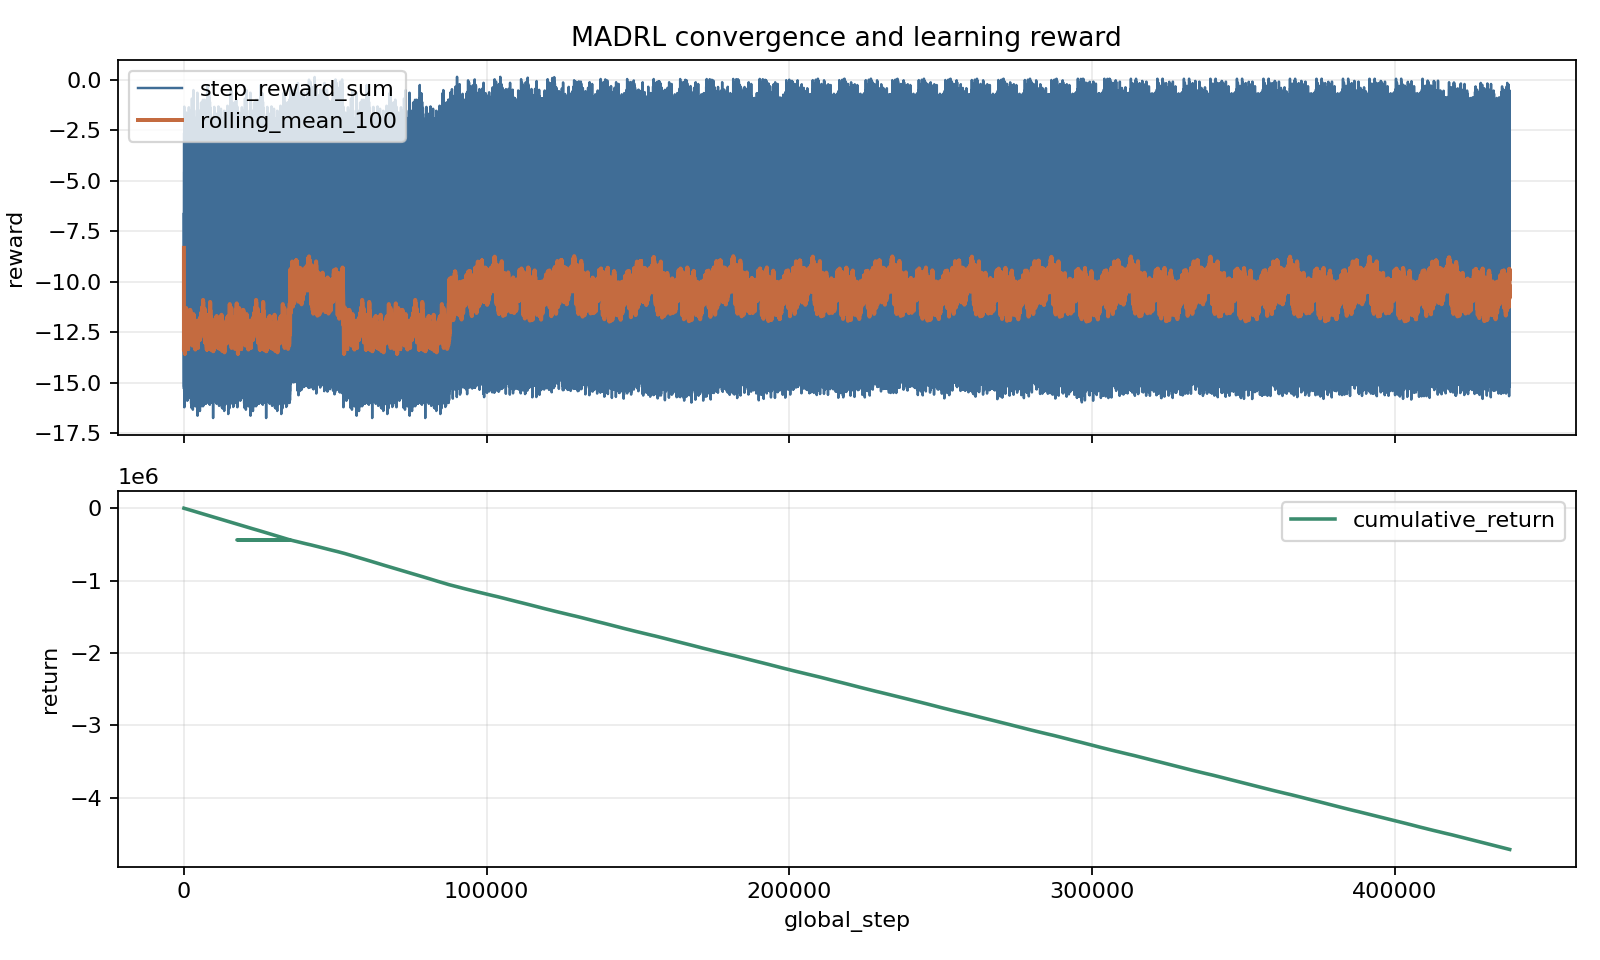 MADRL convergence and learning reward
step_reward_sum
rolling_mean_100
reward
0.0
−2.5
−5.0
−7.5
−10.0
−12.5
−15.0
−17.5
1e6
cumulative_return
return
0
−1
−2
−3
−4
0
100000
200000
300000
400000
global_step